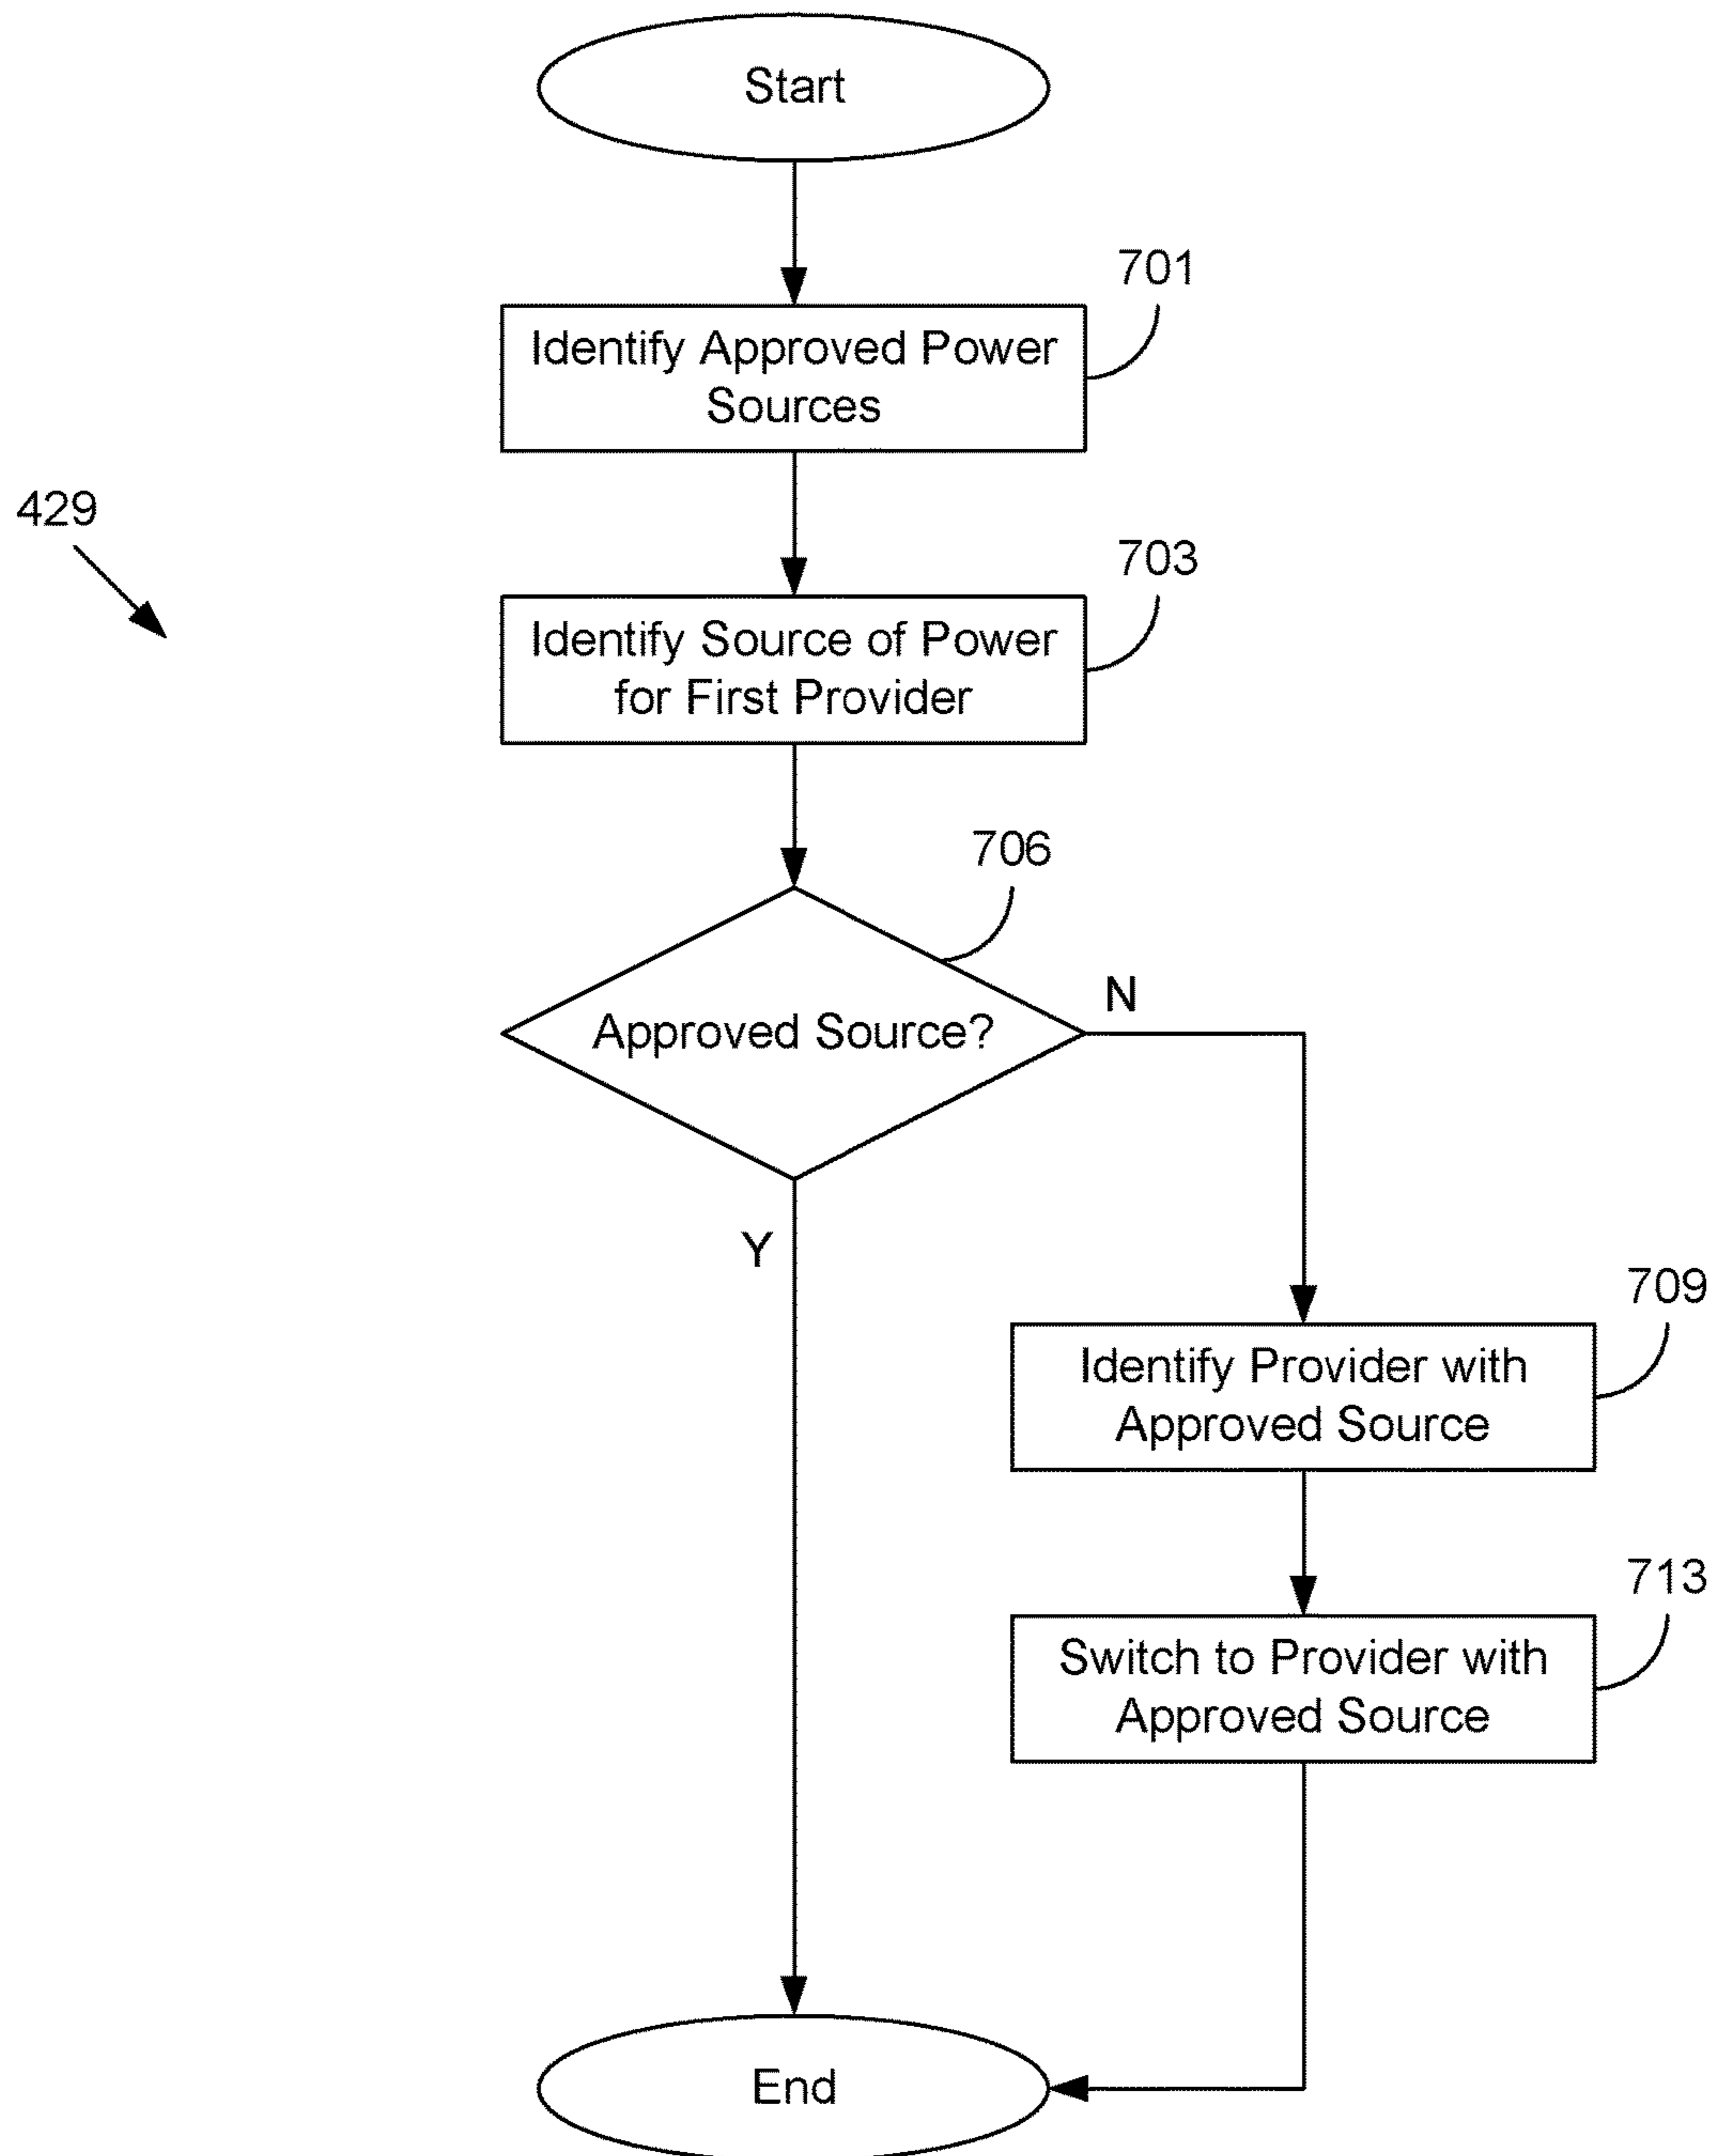 Start
701
Identify Approved Power
Sources
429
703
Identify Source of Power
for First Provider
706
Approved Source?
N
Y
709
Identify Provider with
Approved Source
713
Switch to Provider with
Approved Source
End